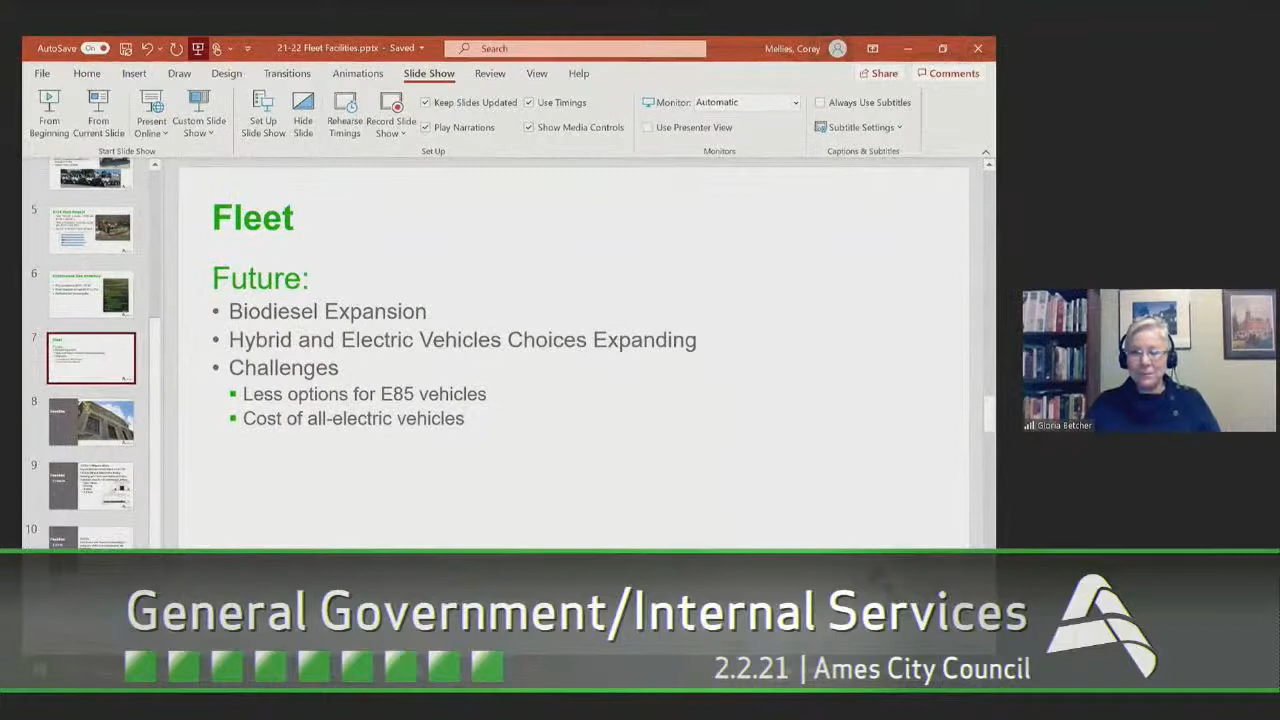 AutoSave On 21-22 Fleet Facilities.pptx - Saved Search Mellies, Corey
File Home Insert Draw Design Transitions Animations Slide Show Review View Help Share Comments
From Beginning
From Current Slide
Present Online
Custom Slide Show
Start Slide Show
Set Up Slide Show
Hide Slide
Rehearse Timings
Record Slide Show
Keep Slides Updated
Play Narrations
Use Timings
Show Media Controls
Set Up
Monitor: Automatic
Use Presenter View
Monitors
Always Use Subtitles
Subtitle Settings
Captions & Subtitles
5
6
7
8
9
10
Fleet
Future:
• Biodiesel Expansion
• Hybrid and Electric Vehicles Choices Expanding
• Challenges
▪ Less options for E85 vehicles
▪ Cost of all-electric vehicles
Gloria Betcher
General Government/Internal Services
2.2.21 | Ames City Council